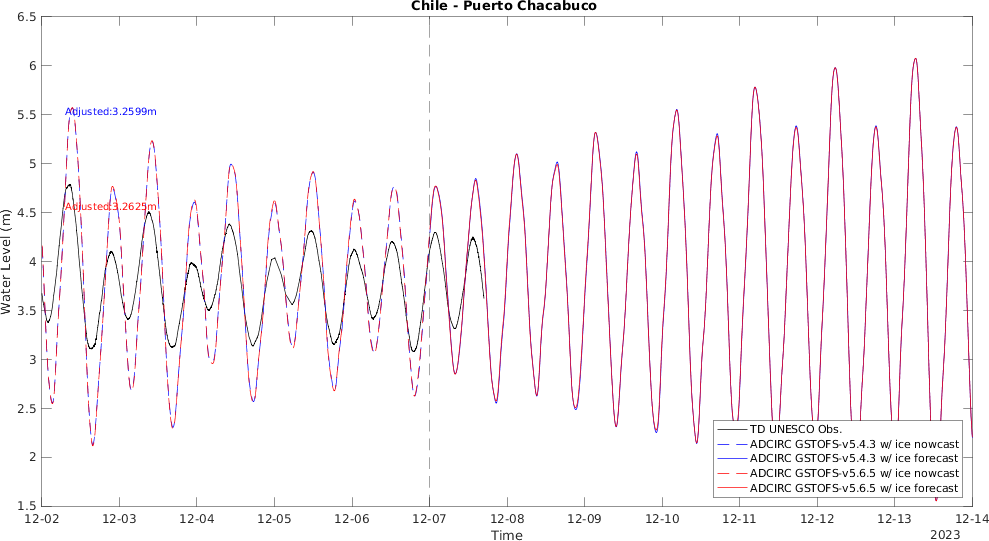 Chile - Puerto Chacabuco
6.5
6
5.5
5
4.5
4
3.5
3
2.5
2
1.5
Water Level (m)
Adjusted:3.2599m
Adjusted:3.2625m
TD UNESCO Obs.
ADCIRC GSTOFS-v5.4.3 w/ ice nowcast
ADCIRC GSTOFS-v5.4.3 w/ ice forecast
ADCIRC GSTOFS-v5.6.5 w/ ice nowcast
ADCIRC GSTOFS-v5.6.5 w/ ice forecast
12-02 12-03 12-04 12-05 12-06 12-07 12-08 12-09 12-10 12-11 12-12 12-13 12-14
Time
2023